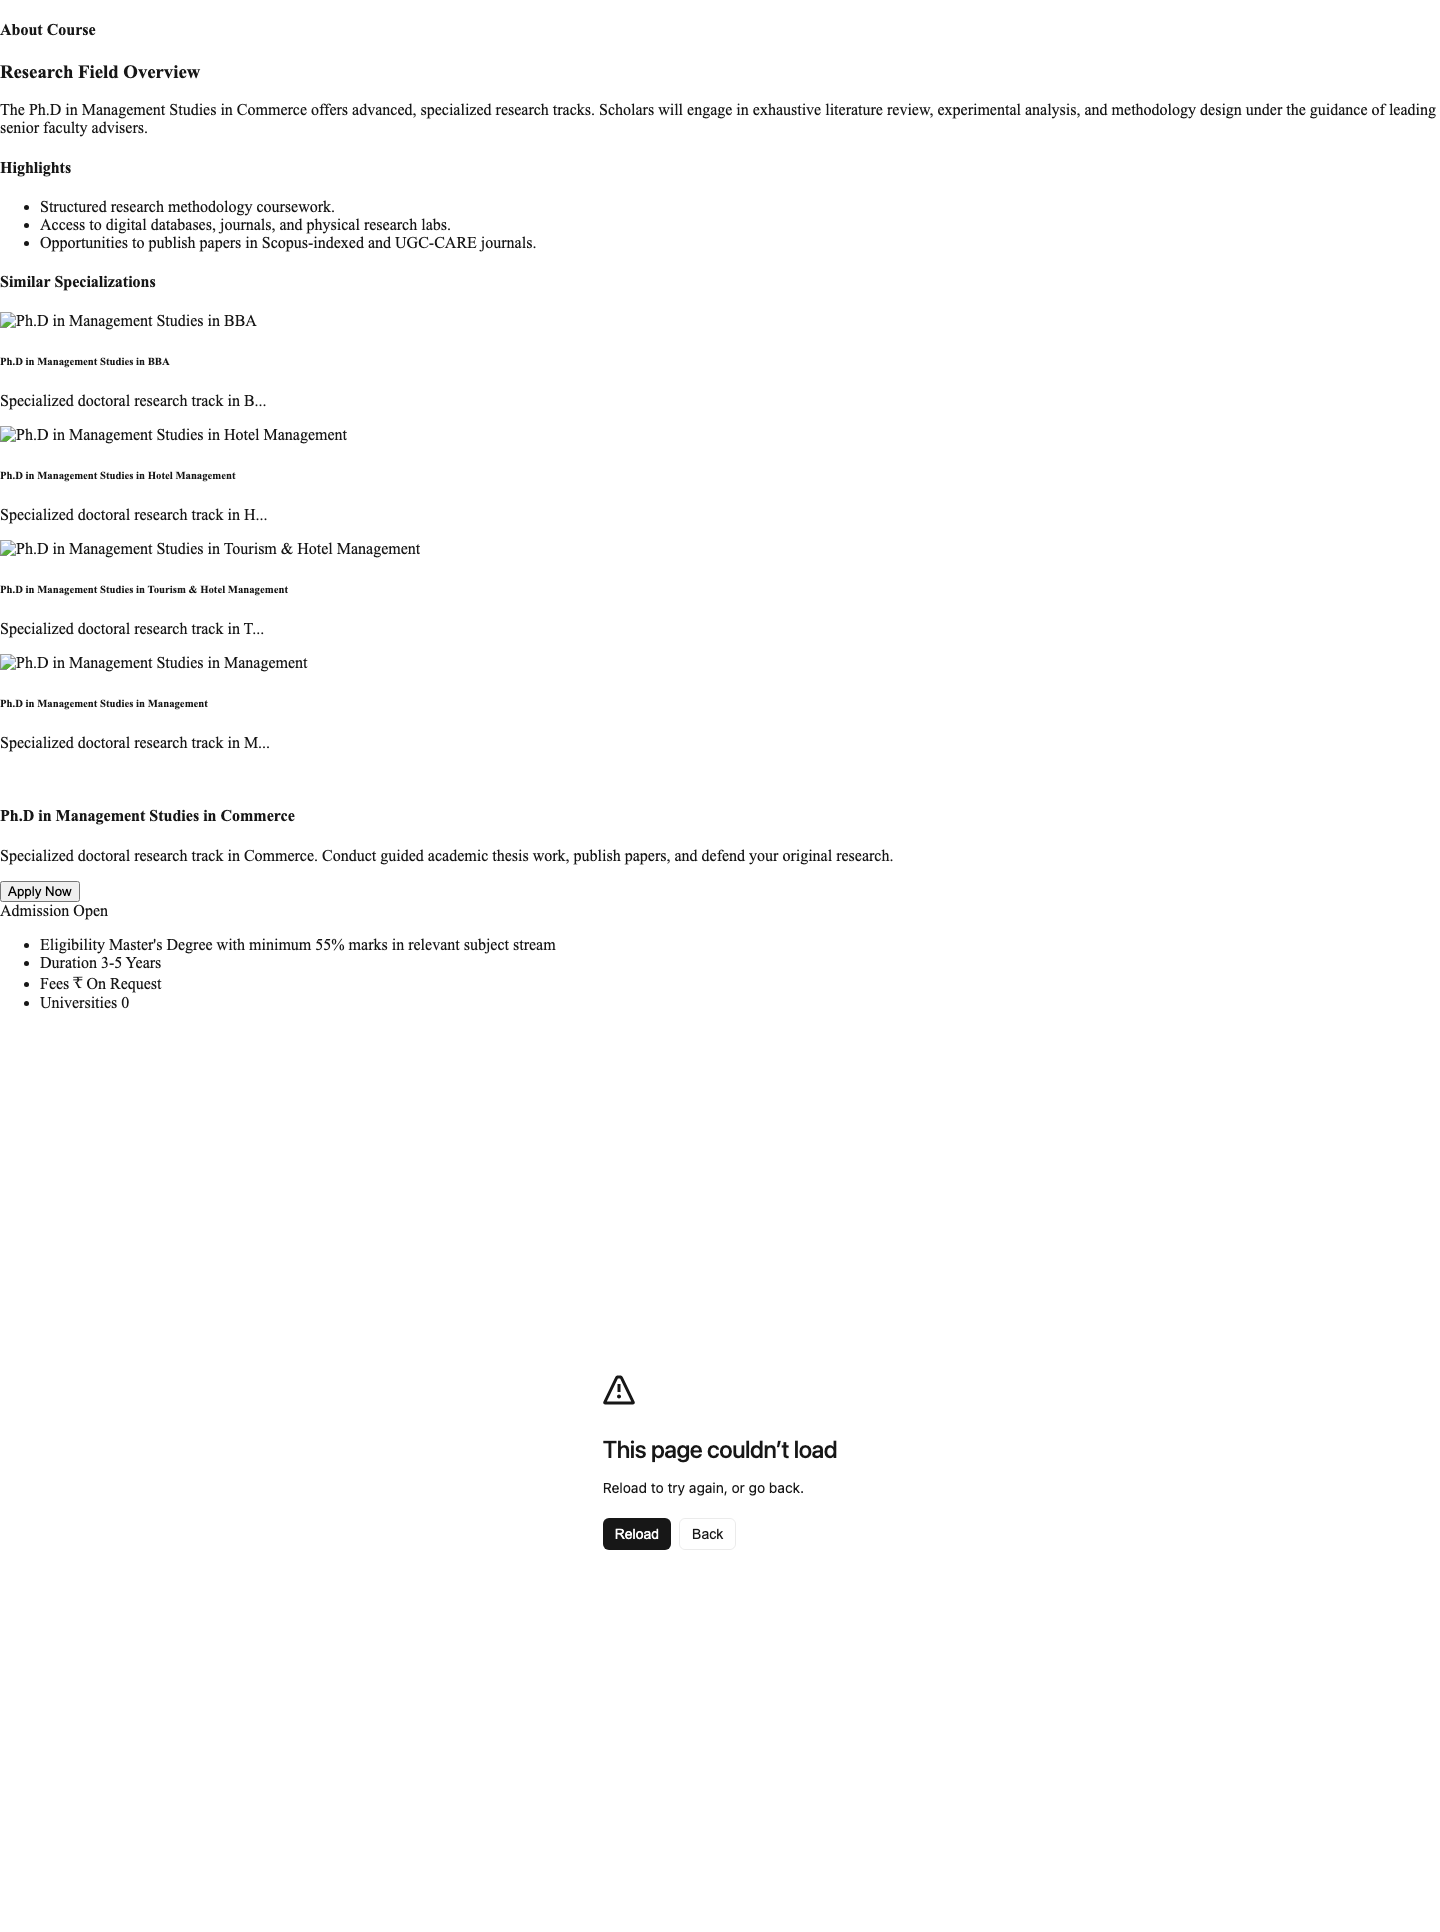 About Course
Research Field Overview
The Ph.D in Management Studies in Commerce offers advanced, specialized research tracks. Scholars will engage in exhaustive literature review, experimental analysis, and methodology design under the guidance of leading
senior faculty advisers.
Highlights
Structured research methodology coursework.
Access to digital databases, journals, and physical research labs.
Opportunities to publish papers in Scopus-indexed and UGC-CARE journals.
Similar Specializations
Ph.D in Management Studies in BBA
Ph.D in Management Studies in BBA
Specialized doctoral research track in B...
Ph.D in Management Studies in Hotel Management
Ph.D in Management Studies in Hotel Management
Specialized doctoral research track in H...
Ph.D in Management Studies in Tourism & Hotel Management
Ph.D in Management Studies in Tourism & Hotel Management
Specialized doctoral research track in T...
Ph.D in Management Studies in Management
Ph.D in Management Studies in Management
Specialized doctoral research track in M...
Ph.D in Management Studies in Commerce
Specialized doctoral research track in Commerce. Conduct guided academic thesis work, publish papers, and defend your original research.
Apply Now
Admission Open
Eligibility Master's Degree with minimum 55% marks in relevant subject stream
Duration 3-5 Years
Fees ₹ On Request
Universities 0
This page couldn’t load
Reload to try again, or go back.
Reload Back